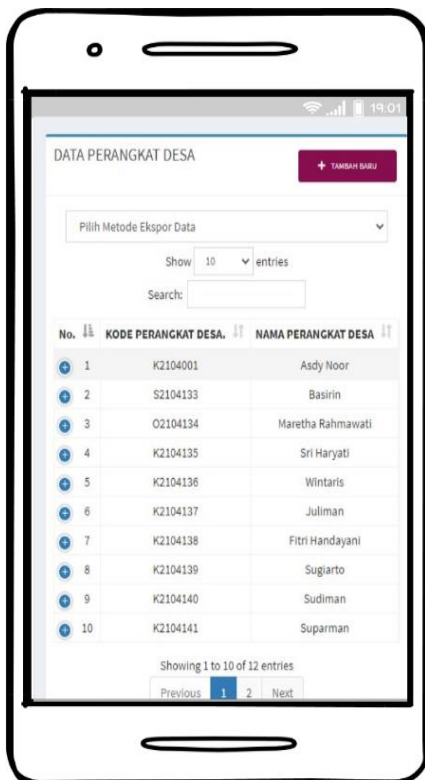 19.01
DATA PERANGKAT DESA
+ TAMBAH BARU
Pilih Metode Ekspor Data
Show 10 entries
Search:
No. KODE PERANGKAT DESA. NAMA PERANGKAT DESA
1 K2104001 Asdy Noor
2 S2104133 Basirin
3 O2104134 Maretha Rahmawati
4 K2104135 Sri Haryati
5 K2104136 Wintaris
6 K2104137 Juliman
7 K2104138 Fitri Handayani
8 K2104139 Sugiarto
9 K2104140 Sudiman
10 K2104141 Suparman
Showing 1 to 10 of 12 entries
Previous 1 2 Next